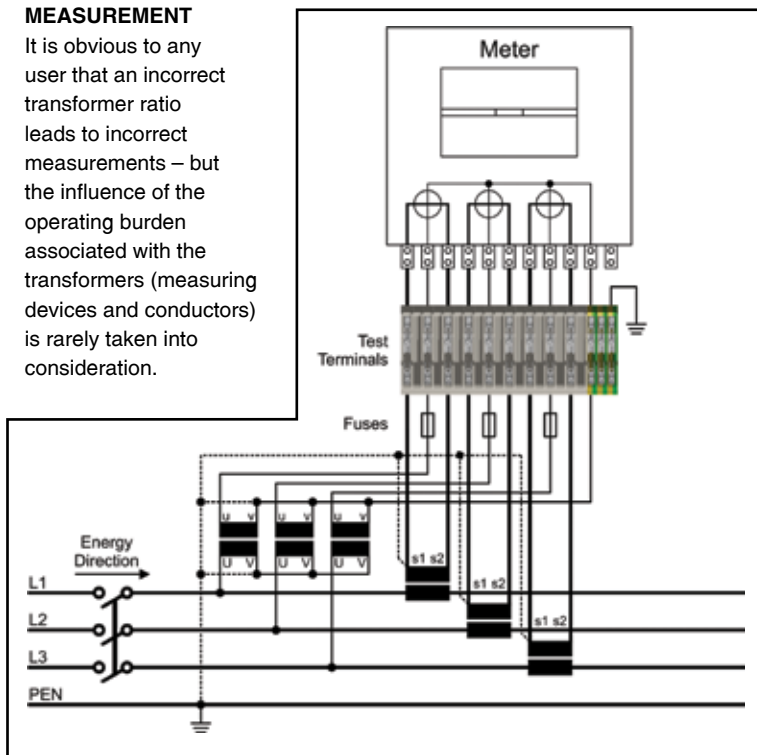 MEASUREMENT
It is obvious to any
user that an incorrect
transformer ratio
leads to incorrect
measurements – but
the influence of the
operating burden
associated with the
transformers (measuring
devices and conductors)
is rarely taken into
consideration.
Meter
Test
Terminals
Fuses
u v u v u v
U V U V U V
Energy
Direction
s1 s2
s1 s2
s1 s2
L1
L2
L3
PEN